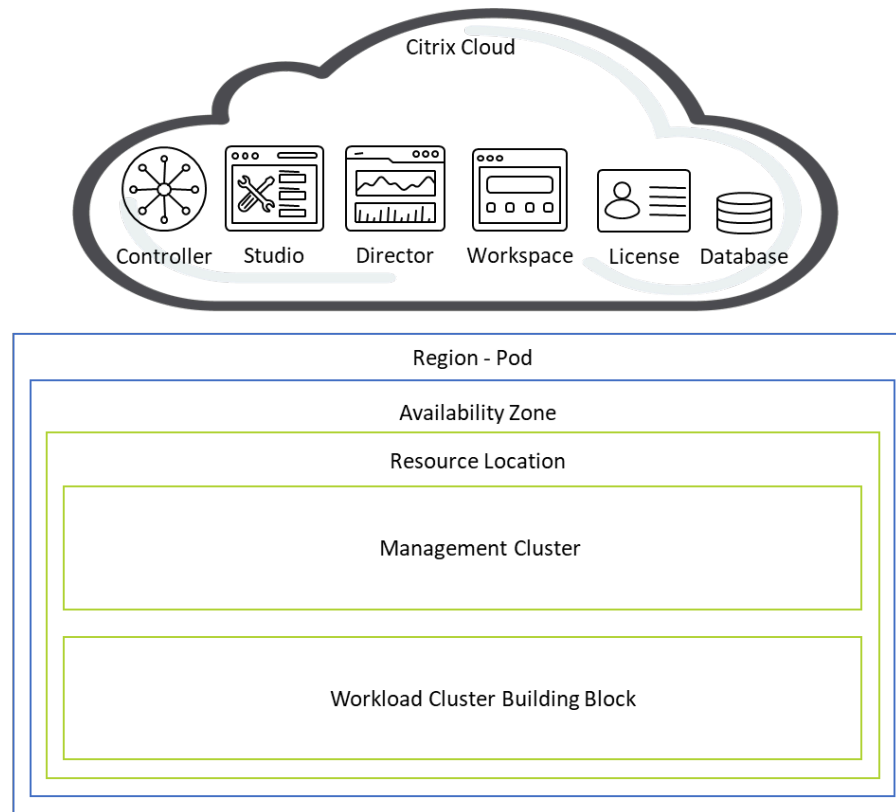 Citrix Cloud
Controller Studio Director Workspace License Database
Region - Pod
Availability Zone
Resource Location
Management Cluster
Workload Cluster Building Block